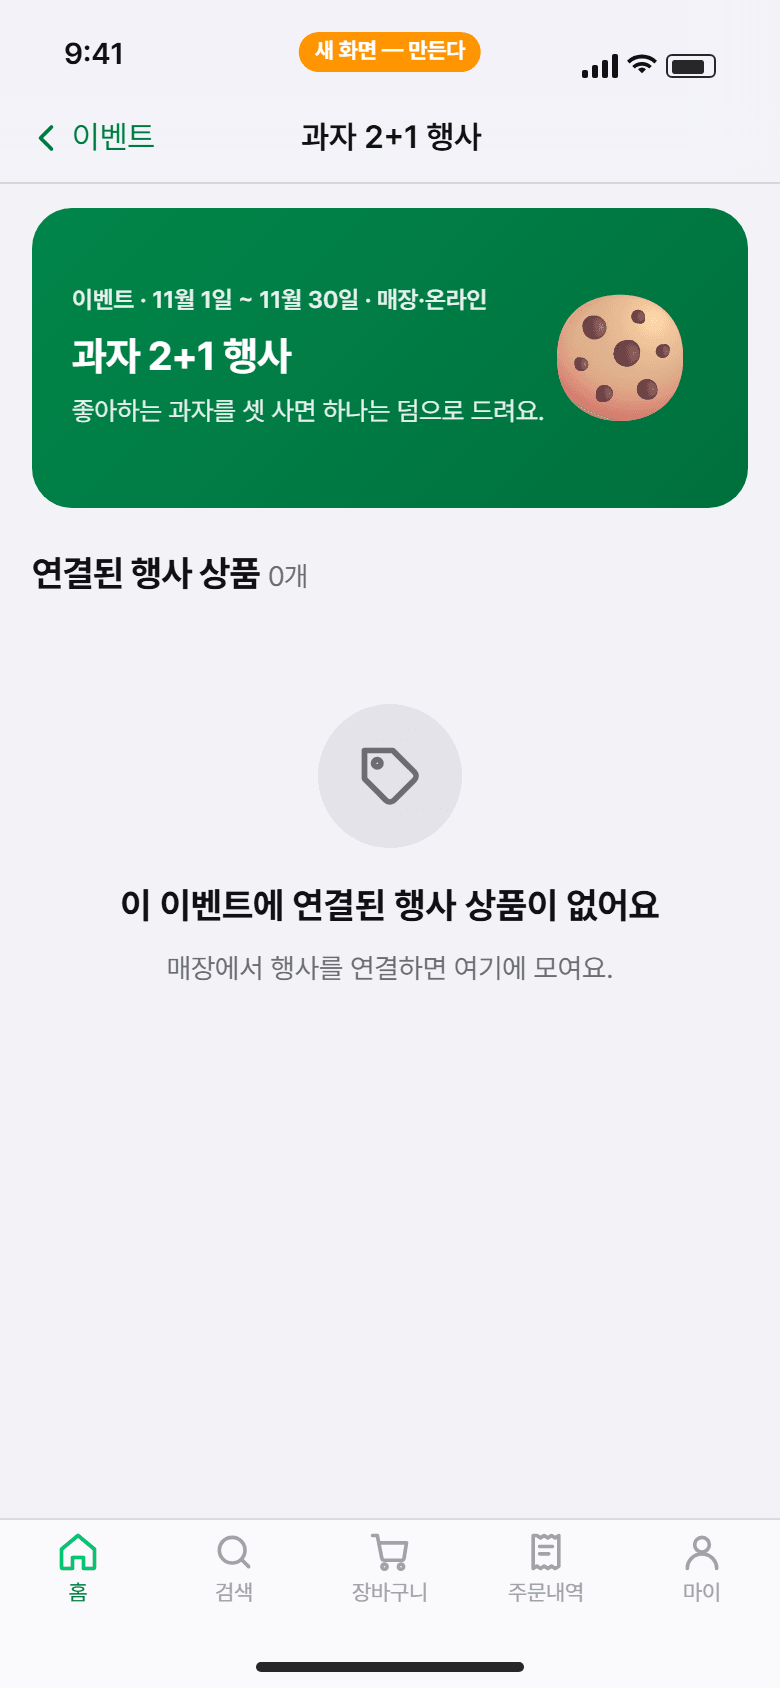 9:41
새 화면 — 만든다
이벤트
과자 2+1 행사
이벤트 · 11월 1일 ~ 11월 30일 · 매장·온라인
과자 2+1 행사
좋아하는 과자를 셋 사면 하나는 덤으로 드려요.
연결된 행사 상품 0개
이 이벤트에 연결된 행사 상품이 없어요
매장에서 행사를 연결하면 여기에 모여요.
홈
검색
장바구니
주문내역
마이